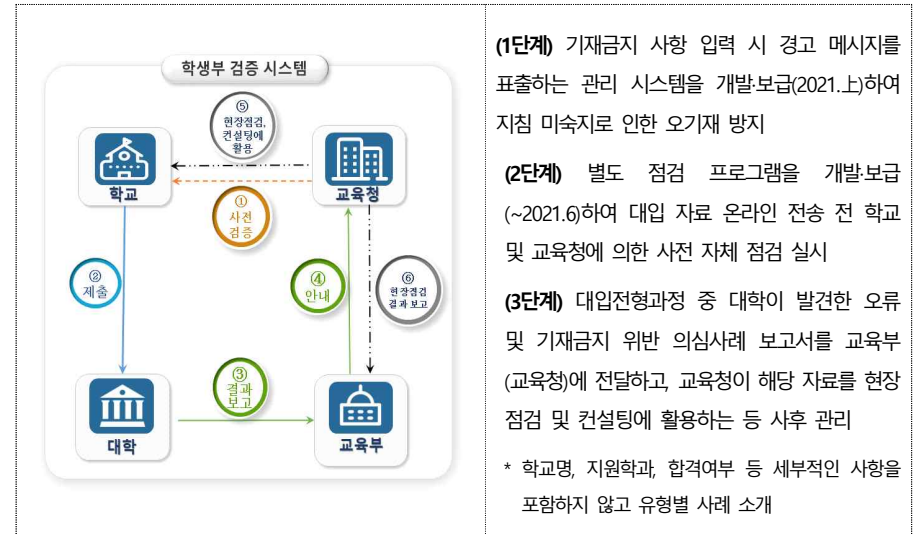 학생부 검증 시스템
⑤
현장점검,
컨설팅에
활용
학교
교육청
①
사전
검증
②
제출
④
안내
⑥
현장점검
결과 보고
③
결과
보고
대학
교육부
(1단계) 기재금지 사항 입력 시 경고 메시지를
표출하는 관리 시스템을 개발·보급(2021.上)하여
지침 미숙지로 인한 오기재 방지
(2단계) 별도 점검 프로그램을 개발·보급
(~2021.6)하여 대입 자료 온라인 전송 전 학교
및 교육청에 의한 사전 자체 점검 실시
(3단계) 대입전형과정 중 대학이 발견한 오류
및 기재금지 위반 의심사례 보고서를 교육부
(교육청)에 전달하고, 교육청이 해당 자료를 현장
점검 및 컨설팅에 활용하는 등 사후 관리
* 학교명, 지원학과, 합격여부 등 세부적인 사항을
포함하지 않고 유형별 사례 소개